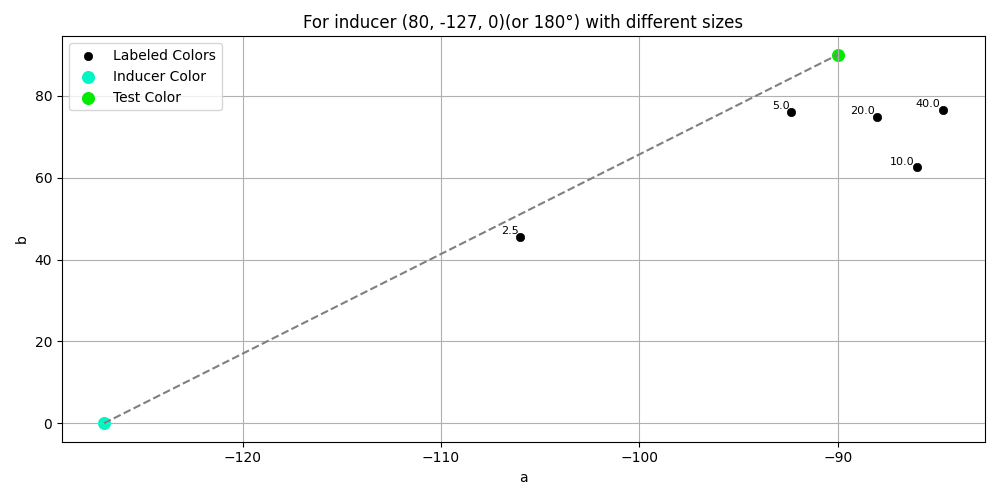 For inducer (80, -127, 0)(or 180°) with different sizes
Labeled Colors
Inducer Color
Test Color
5.0
20.0
40.0
10.0
2.5
80
60
40
20
0
b
−120
−110
−100
−90
a